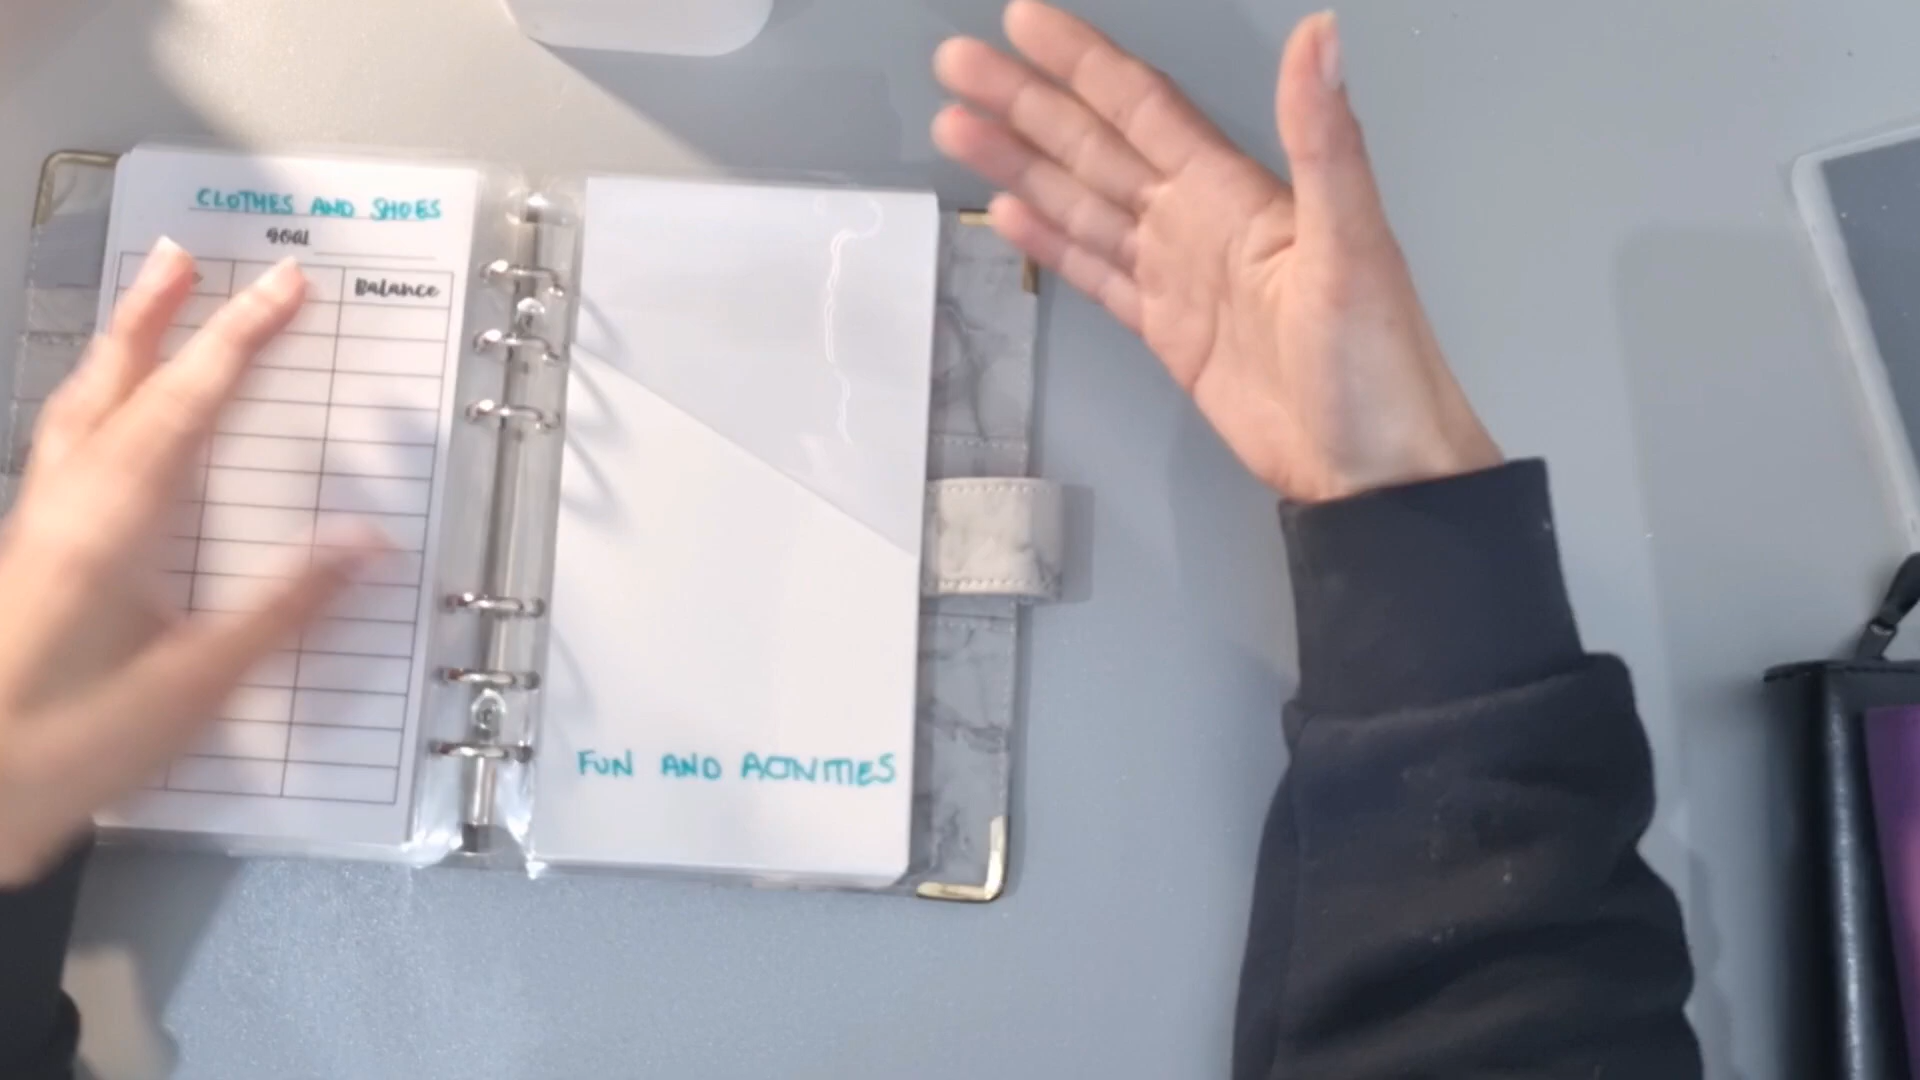 CLOTHES AND SHOES
goal
Balance
FUN AND ACTIVITIES